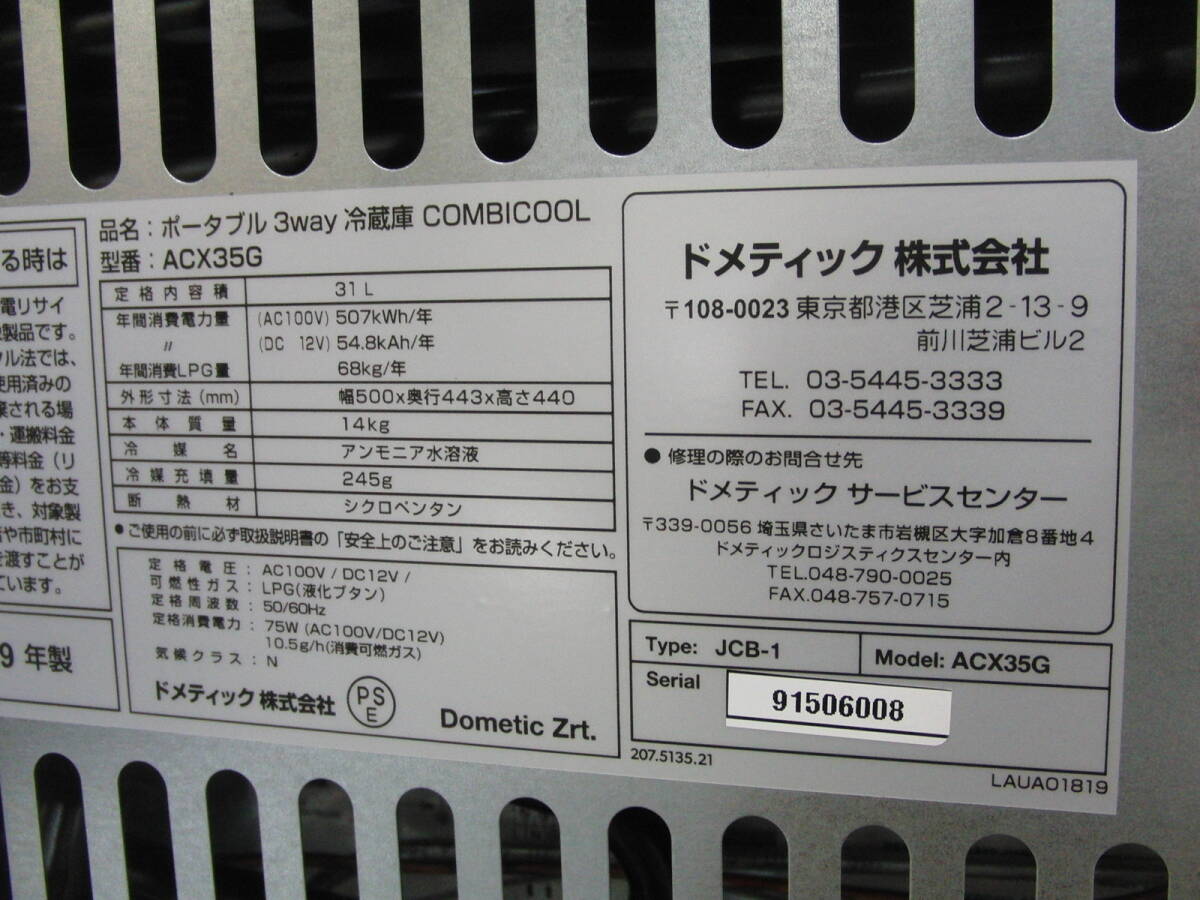 る時は
電リサイ
製品です。
クル法では、
使用済みの
棄される場
・運搬料金
等料金（リ
金）をお支
き、対象製
や市町村に
渡すことが
ています。
9 年製
品名：ポータブル 3way 冷蔵庫 COMBICOOL
型番：ACX35G
定格内容積 31L
年間消費電力量 (AC100V) 507kWh/年
〃 (DC 12V) 54.8kAh/年
年間消費LPG量 68kg/年
外形寸法(mm) 幅500x奥行443x高さ440
本体質量 14kg
冷媒名 アンモニア水溶液
冷媒充填量 245g
断熱材 シクロペンタン
●ご使用の前に必ず取扱説明書の「安全上のご注意」をお読みください。
定格電圧：AC100V / DC12V /
可燃性ガス：LPG(液化ブタン)
定格周波数：50/60Hz
定格消費電力：75W (AC100V/DC12V)
10.5g/h(消費可燃ガス)
気候クラス：N
ドメティック 株式会社
PS
E
Dometic Zrt.
ドメティック 株式会社
〒108-0023 東京都港区芝浦2-13-9
前川芝浦ビル2
TEL. 03-5445-3333
FAX. 03-5445-3339
● 修理の際のお問合せ先
ドメティック サービスセンター
〒339-0056 埼玉県さいたま市岩槻区大字加倉8番地4
ドメティックロジスティクスセンター内
TEL.048-790-0025
FAX.048-757-0715
Type: JCB-1
Model: ACX35G
Serial
91506008
207.5135.21
LAUA01819